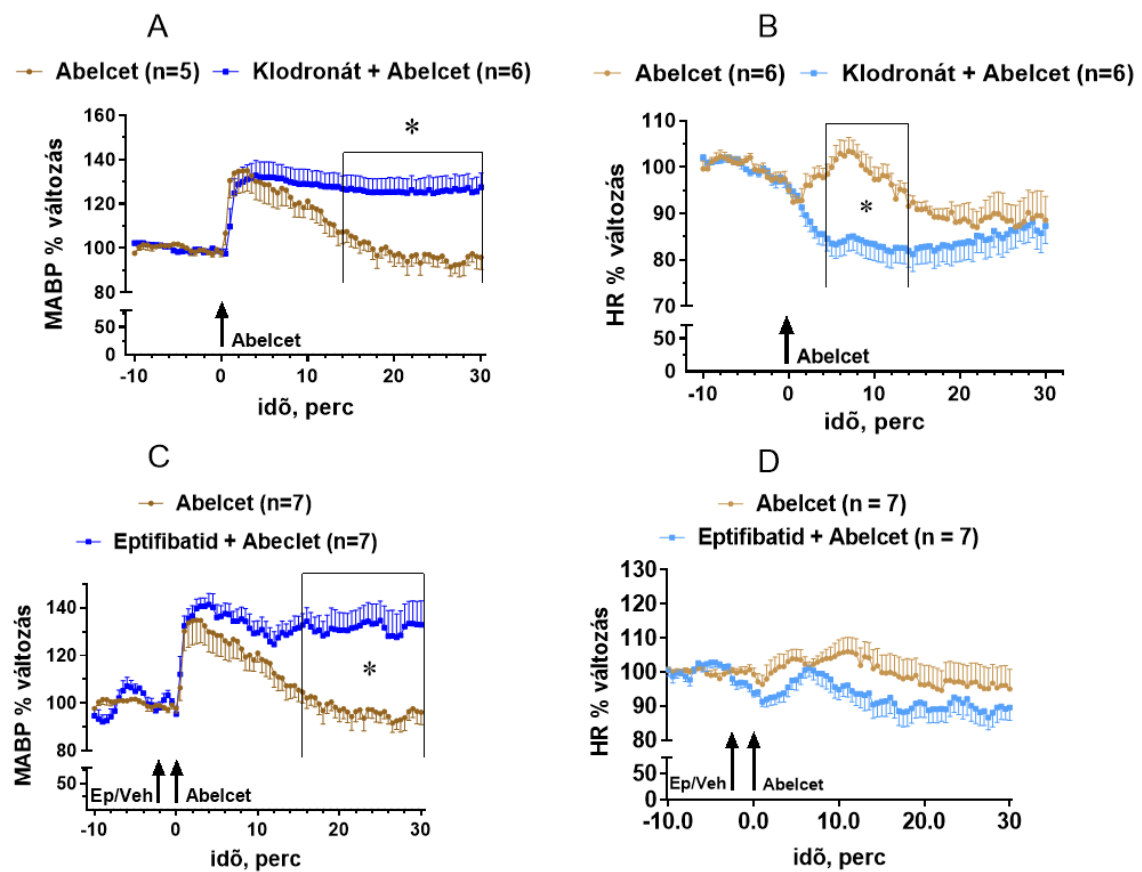 A
Abelcet (n=5) Klodronát + Abelcet (n=6)
MABP % változás
160
140
120
100
80
50
0
*
Abelcet
-10 0 10 20 30
idõ, perc
B
Abelcet (n=6) Klodronát + Abelcet (n=6)
HR % változás
110
100
90
80
70
50
0
*
Abelcet
-10 0 10 20 30
idõ, perc
C
Abelcet (n=7)
Eptifibatid + Abeclet (n=7)
MABP % változás
140
120
100
80
50
*
Ep/Veh Abelcet
-10 0 10 20 30
idõ, perc
D
Abelcet (n = 7)
Eptifibatid + Abelcet (n = 7)
HR % változás
130
120
110
100
90
80
50
0
Ep/Veh Abelcet
-10.0 0.0 10.0 20 30
idõ, perc